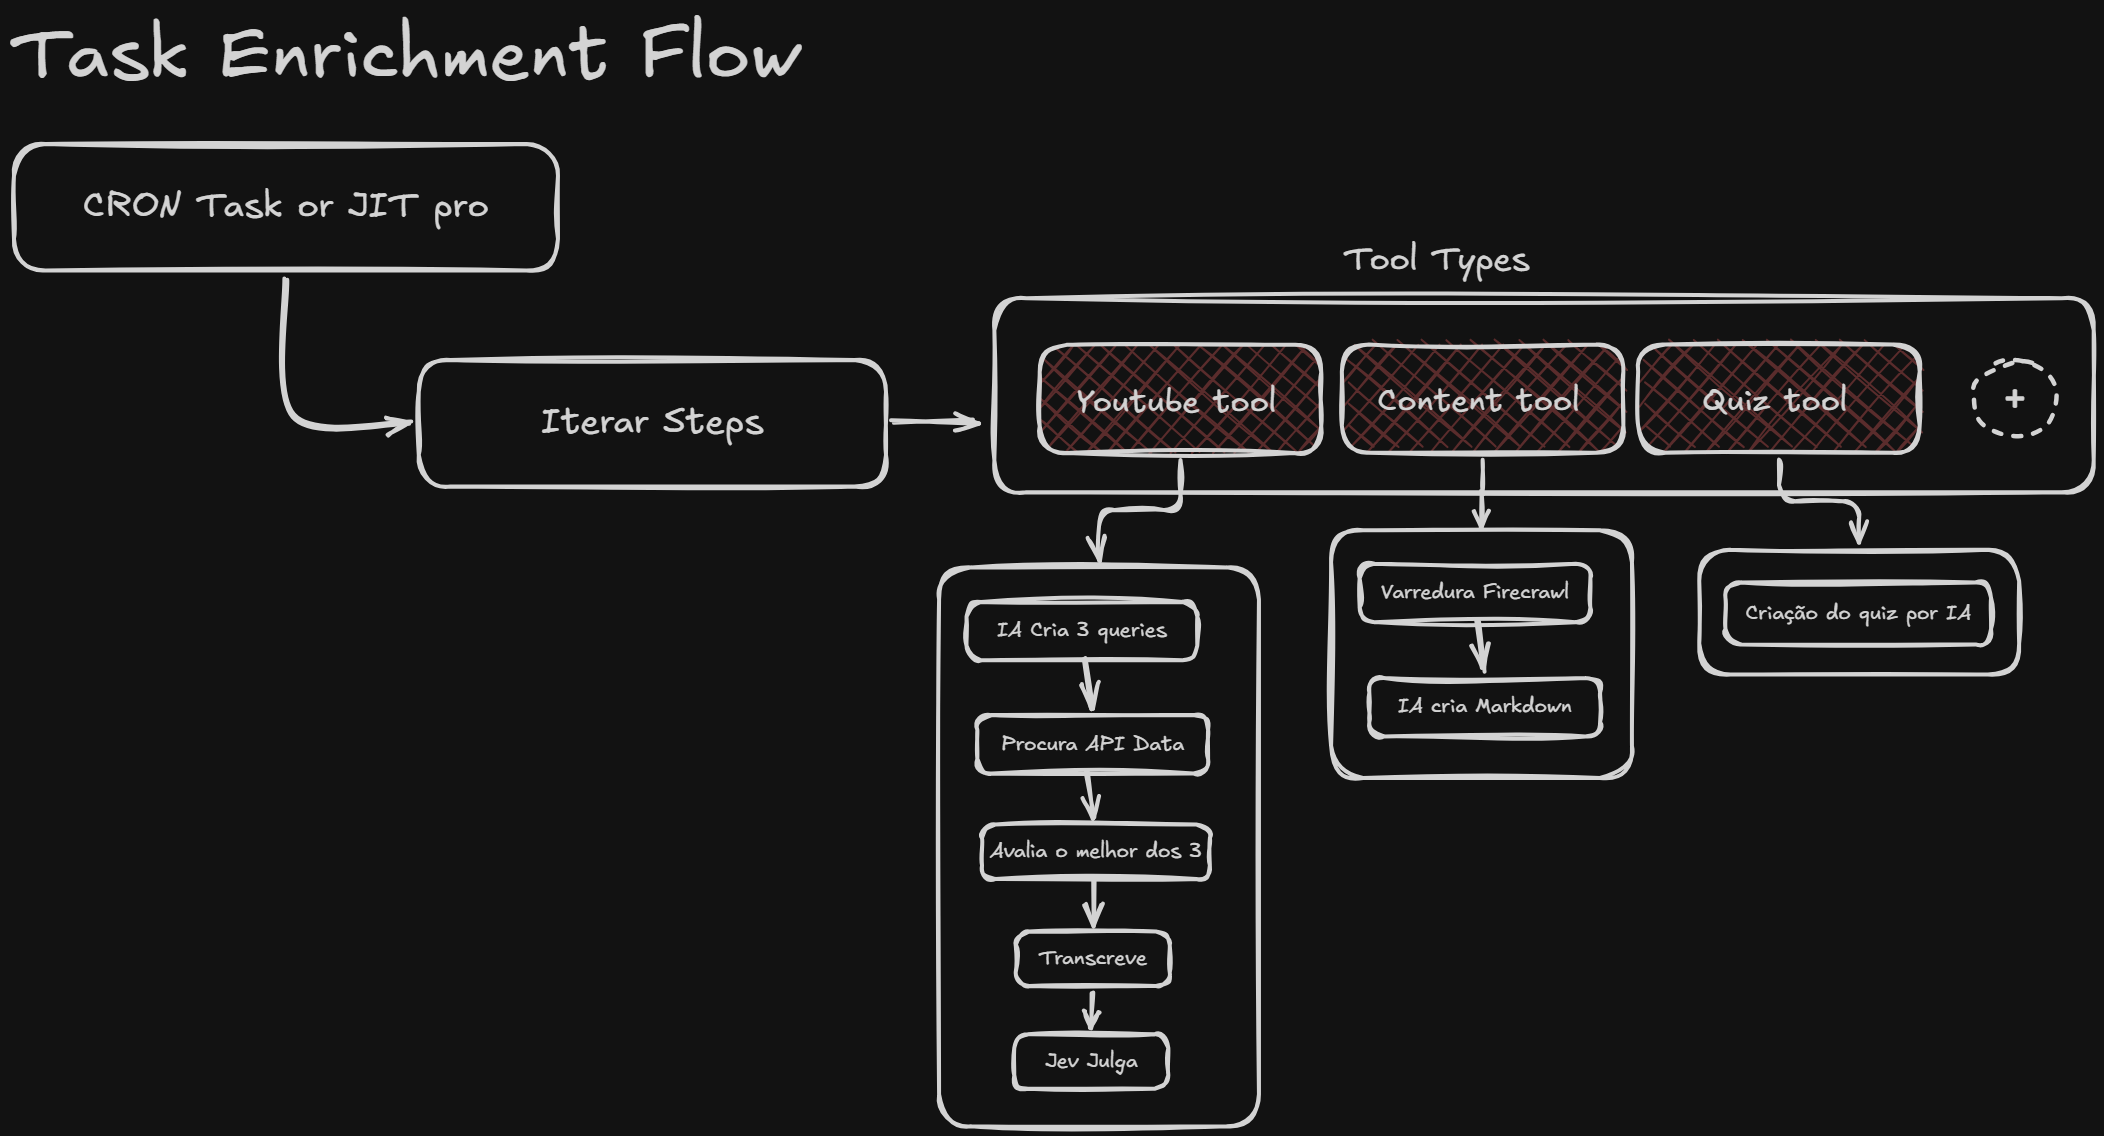 Task Enrichment Flow
CRON Task or JIT pro
Iterar Steps
Tool Types
Youtube tool
Content tool
Quiz tool
+
IA Cria 3 queries
Procura API Data
Avalia o melhor dos 3
Transcreve
Jev Julga
Varredura Firecrawl
IA cria Markdown
Criação do quiz por IA